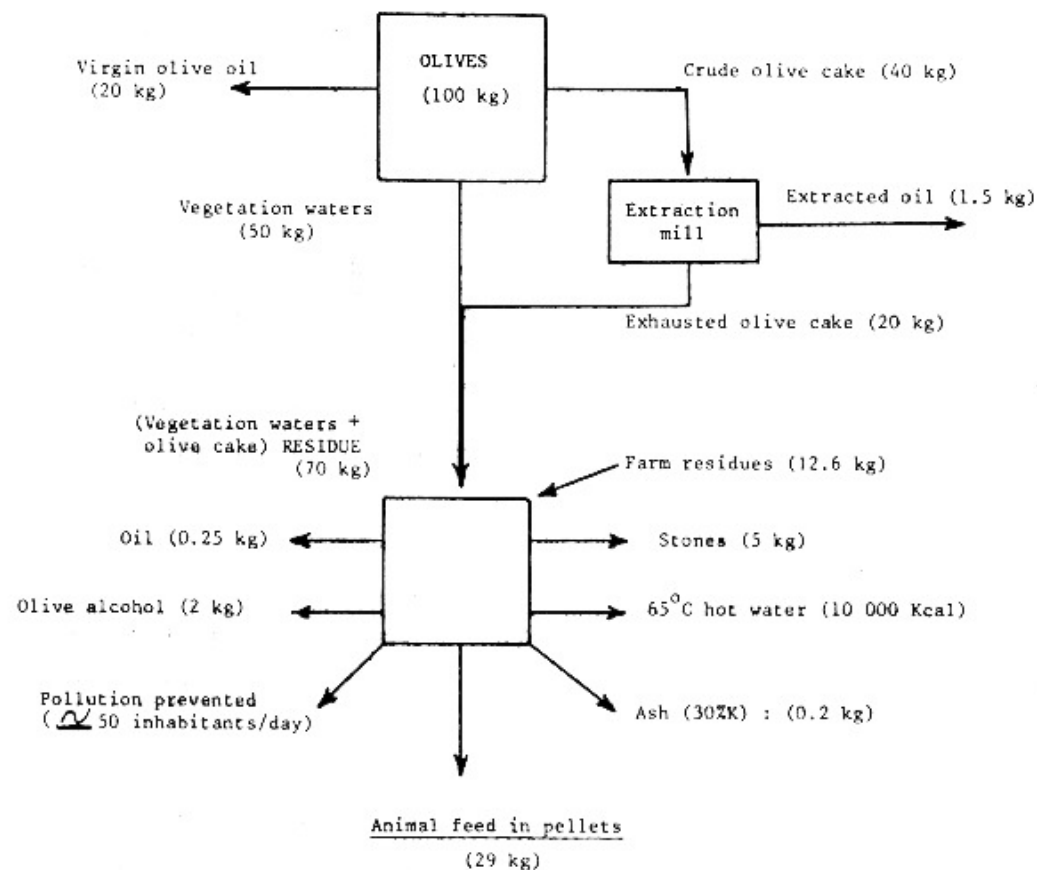 OLIVES
(100 kg)
Virgin olive oil
(20 kg)
Crude olive cake (40 kg)
Vegetation waters
(50 kg)
Extraction
mill
Extracted oil (1.5 kg)
Exhausted olive cake (20 kg)
(Vegetation waters +
olive cake) RESIDUE
(70 kg)
Farm residues (12.6 kg)
Oil (0.25 kg)
Stones (5 kg)
Olive alcohol (2 kg)
65°C hot water (10 000 Kcal)
Pollution prevented
(≃ 50 inhabitants/day)
Ash (30%K) : (0.2 kg)
Animal feed in pellets
(29 kg)